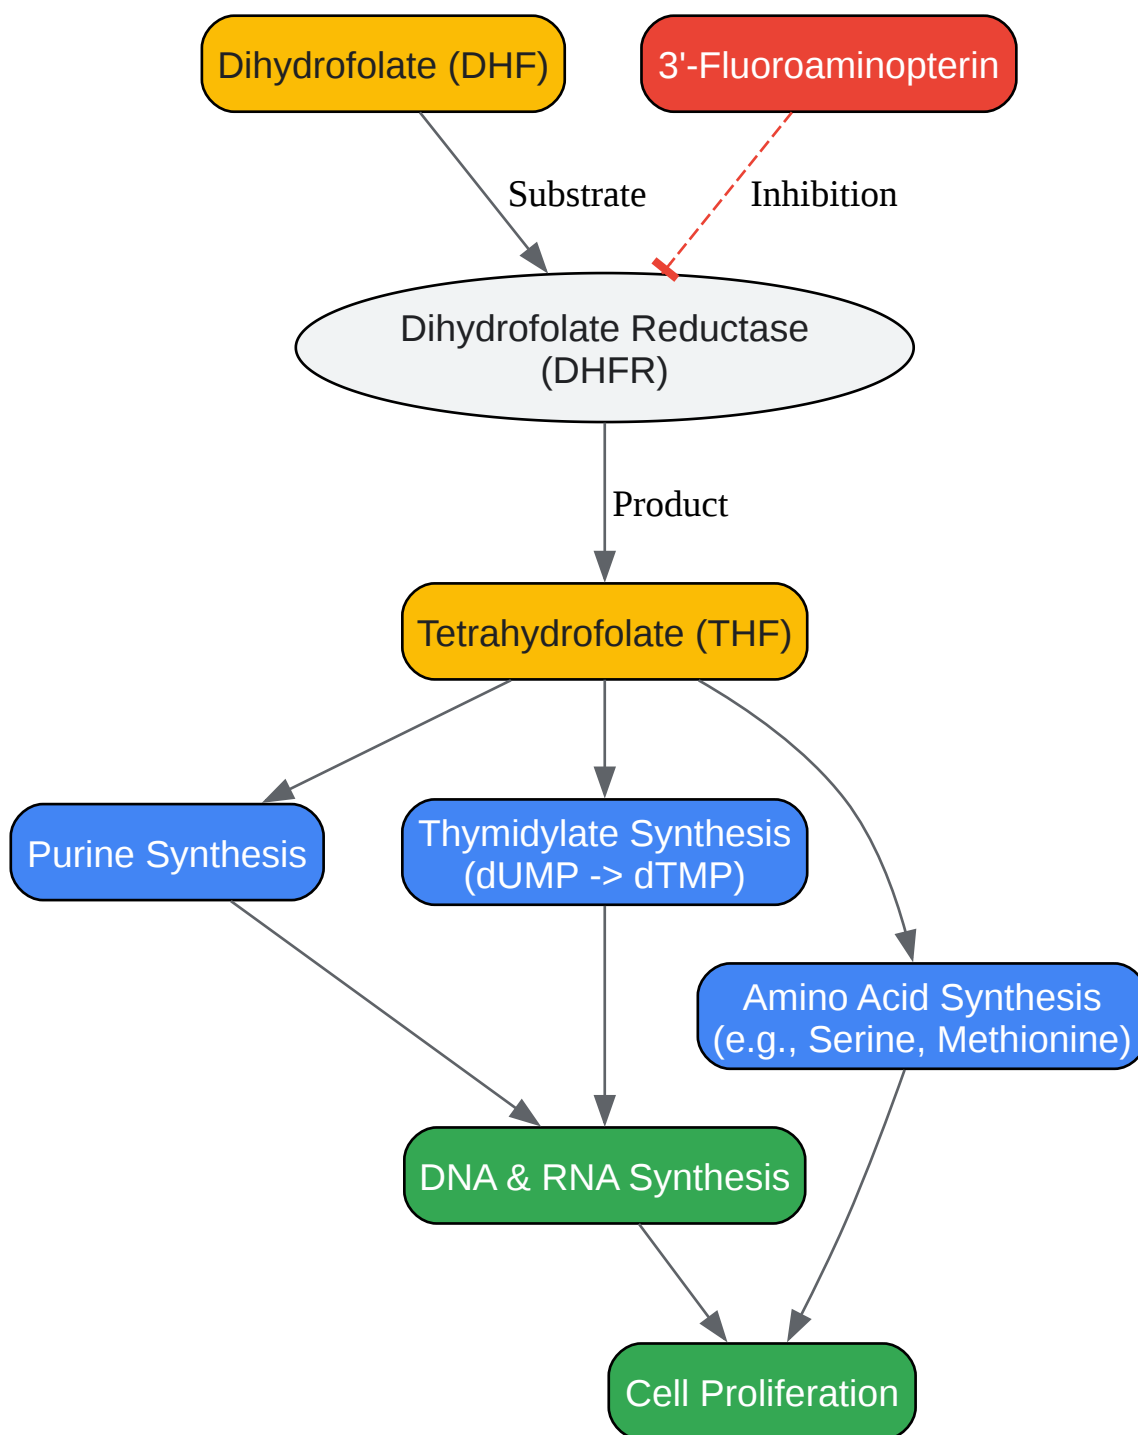 Dihydrofolate (DHF)
3'-Fluoroaminopterin
Substrate
Inhibition
Dihydrofolate Reductase
(DHFR)
Product
Tetrahydrofolate (THF)
Purine Synthesis
Thymidylate Synthesis
(dUMP -> dTMP)
Amino Acid Synthesis
(e.g., Serine, Methionine)
DNA & RNA Synthesis
Cell Proliferation